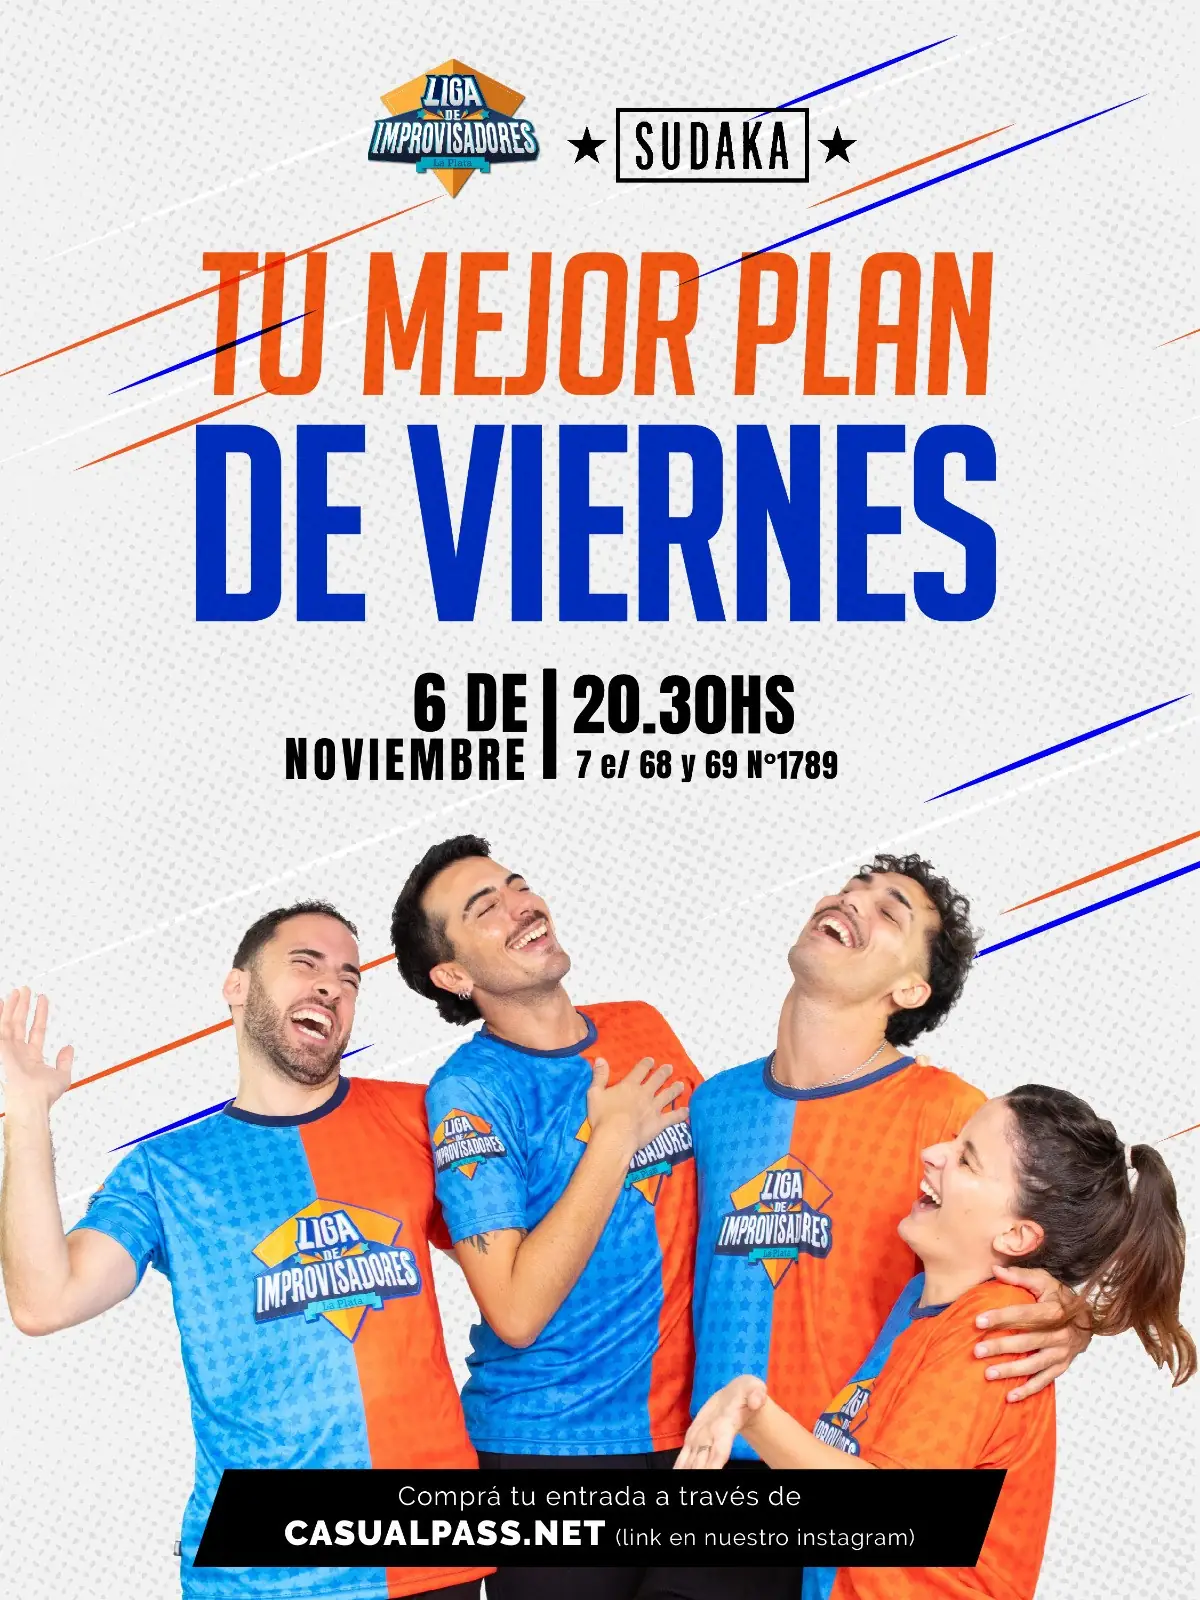 LIGA
DE
IMPROVISADORES
La Plata
SUDAKA
TU MEJOR PLAN
DE VIERNES
6 DE
NOVIEMBRE
20.30HS
7 e/ 68 y 69 N°1789
LIGA
DE
IMPROVISADORES
La Plata
LIGA
DE
IMPROVISADORES
LIGA
DE
IMPROVISADORES
La Plata
Comprá tu entrada a través de
CASUALPASS.NET (link en nuestro instagram)